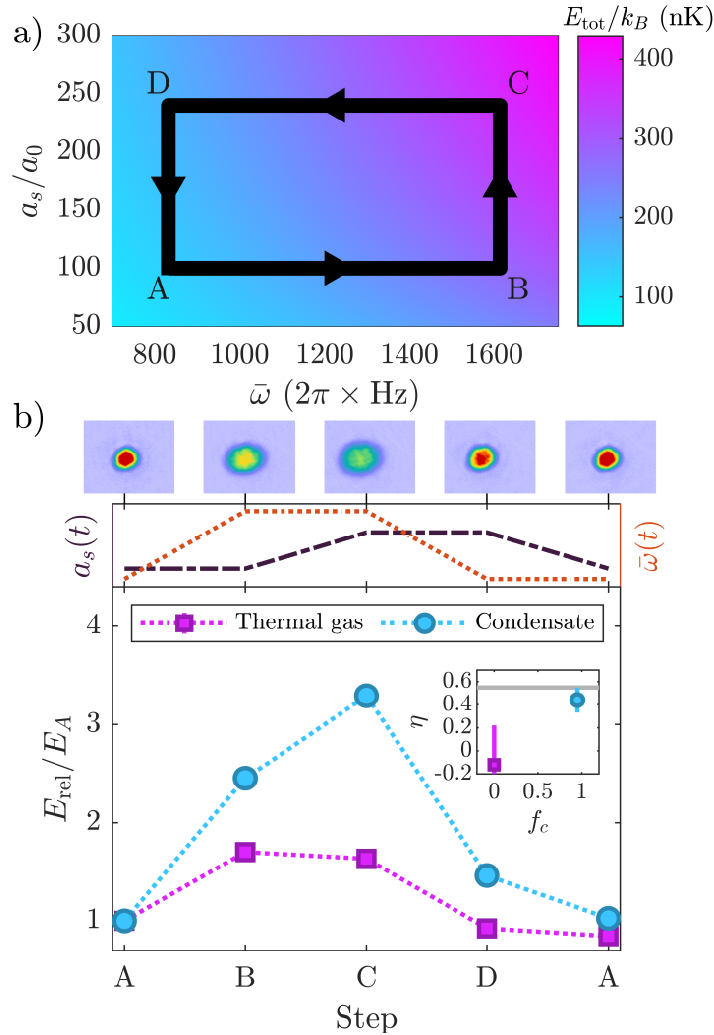 a)
E_tot/k_B (nK)
300
250
200
150
100
50
a_s/a_0
D
C
A
B
400
300
200
100
800
1000
1200
1400
1600
ω̄ (2π × Hz)
b)
a_s(t)
ω̄(t)
Thermal gas
Condensate
4
3
2
1
E_rel/E_A
0.6
0.4
0.2
0
-0.2
η
0
0.5
1
f_c
A
B
C
D
A
Step